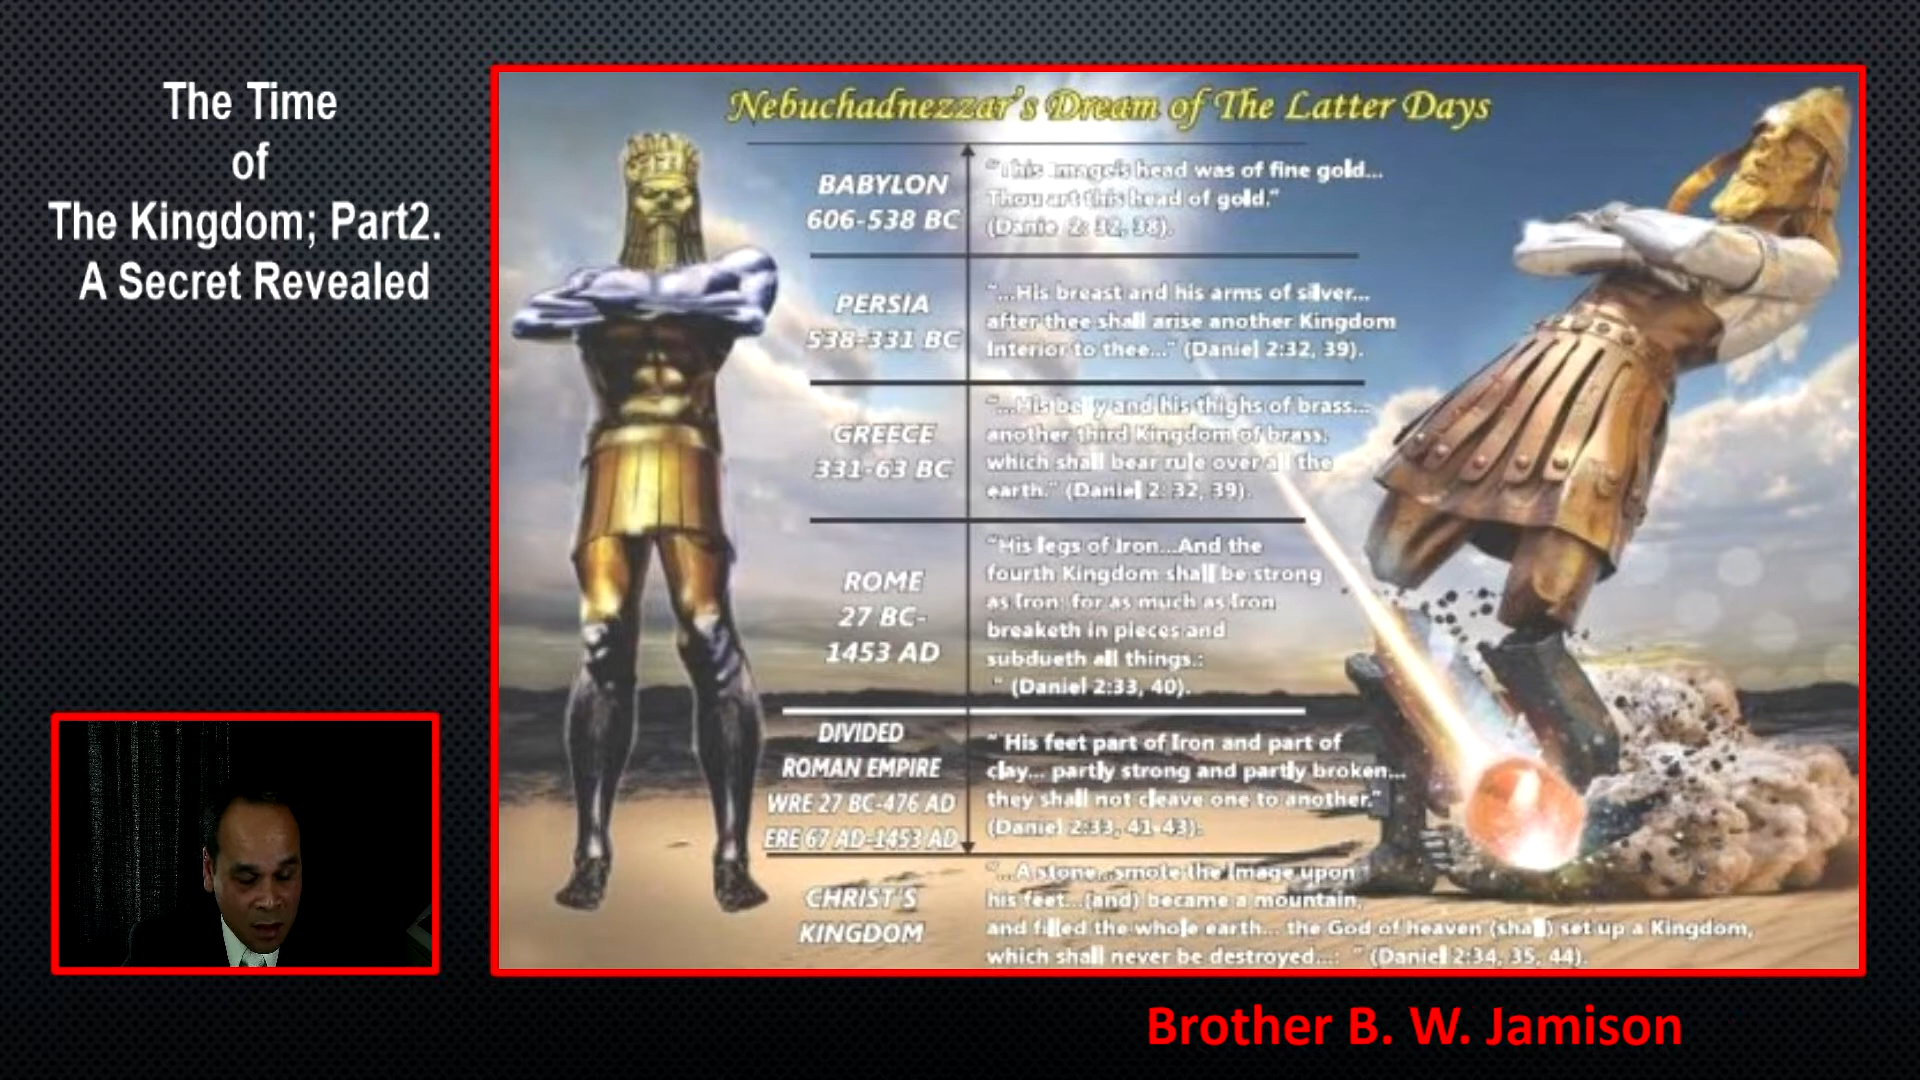 The Time
of
The Kingdom; Part2.
A Secret Revealed
Nebuchadnezzar's Dream of The Latter Days
BABYLON
606-538 BC
"This Image's head was of fine gold...
Thou art this head of gold."
(Danie 2: 32, 38).
PERSIA
538-331 BC
"...His breast and his arms of silver...
after thee shall arise another Kingdom
Interior to thee..." (Daniel 2:32, 39).
GREECE
331-63 BC
"...His belly and his thighs of brass...
another third Kingdom of brass,
which shall bear rule over all the
earth." (Daniel 2: 32, 39).
ROME
27 BC-
1453 AD
"His legs of Iron...And the
fourth Kingdom shall be strong
as Iron: for as much as Iron
breaketh in pieces and
subdueth all things.:
" (Daniel 2:33, 40).
DIVIDED
ROMAN EMPIRE
WRE 27 BC-476 AD
ERE 67 AD-1453 AD
" His feet part of Iron and part of
clay... partly strong and partly broken...
they shall not cleave one to another."
(Daniel 2:33, 41-43).
CHRIST'S
KINGDOM
"...A stone...smote the Image upon
his feet...(and) became a mountain,
and filled the whole earth... the God of heaven (shall) set up a Kingdom,
which shall never be destroyed...: " (Daniel 2:34, 35, 44).
Brother B. W. Jamison